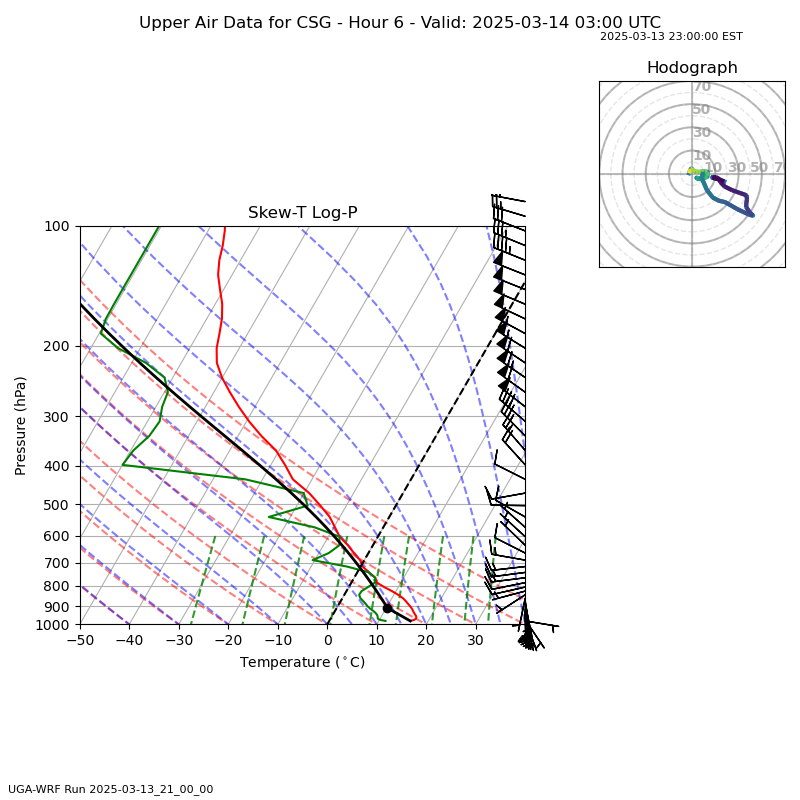 Upper Air Data for CSG - Hour 6 - Valid: 2025-03-14 03:00 UTC
2025-03-13 23:00:00 EST
Hodograph
70
50
30
10
10 30 50 7
Skew-T Log-P
100
200
300
400
500
600
700
800
900
1000
Pressure (hPa)
−50 −40 −30 −20 −10 0 10 20 30
Temperature (°C)
UGA-WRF Run 2025-03-13_21_00_00